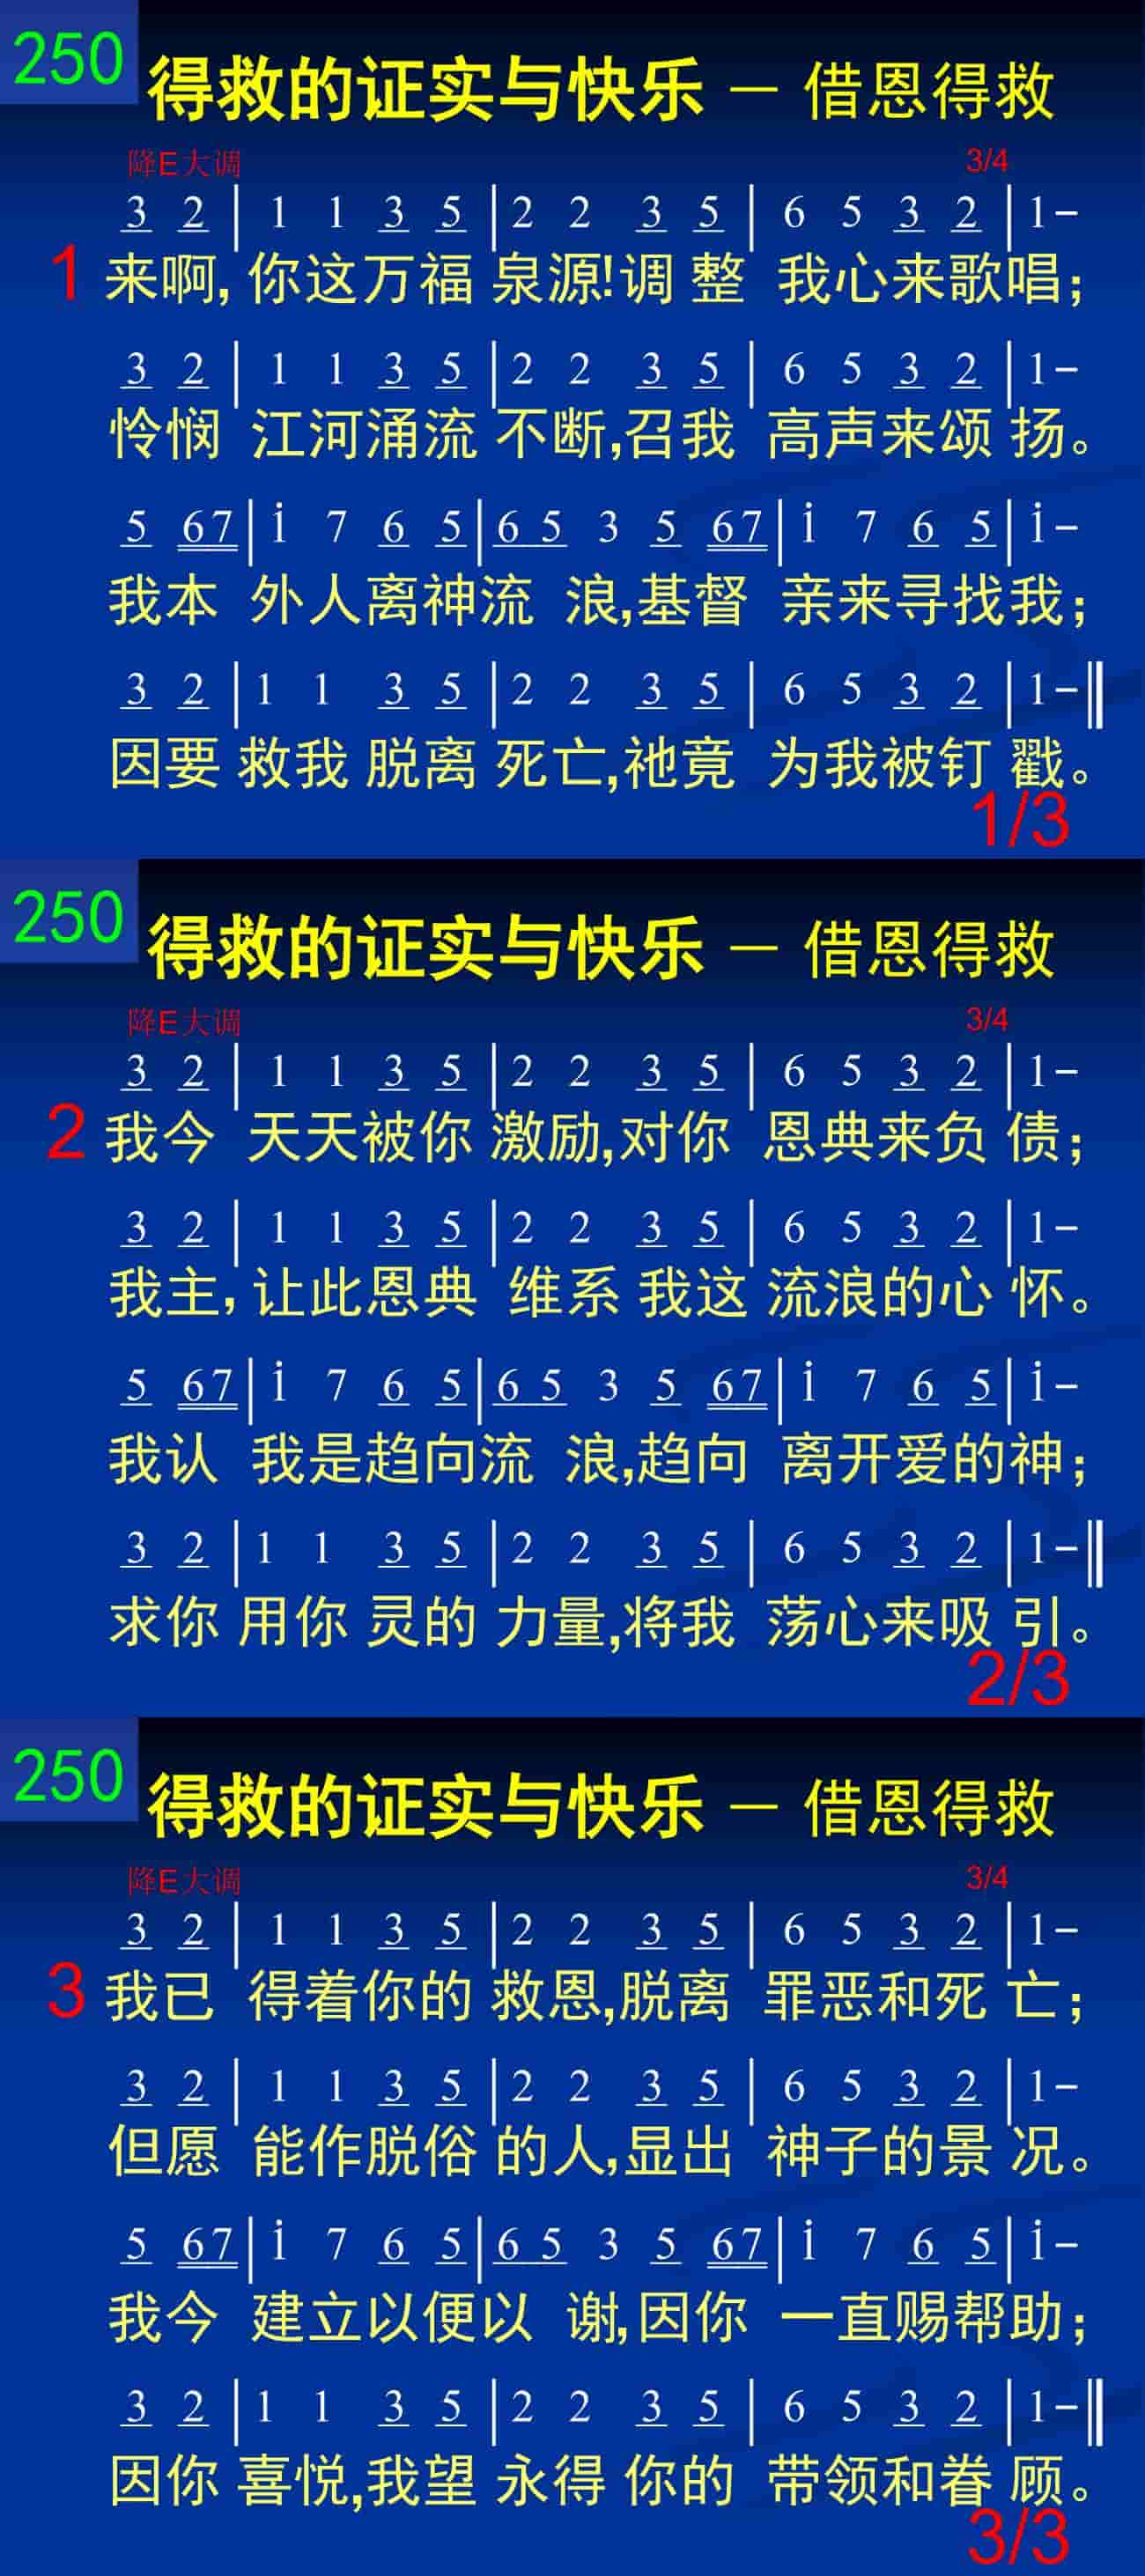 250
得救的证实与快乐 － 借恩得救
降E大调 3/4
3 2 | 1 1 3 5 | 2 2 3 5 | 6 5 3 2 | 1－
1 来啊, 你这万福 泉源!调 整 我心来歌唱；
3 2 | 1 1 3 5 | 2 2 3 5 | 6 5 3 2 | 1－
怜悯 江河涌流 不断,召我 高声来颂 扬。
5 67 | i 7 6 5 | 6 5 3 5 67 | i 7 6 5 | i－
我本 外人离神流 浪,基督 亲来寻找我；
3 2 | 1 1 3 5 | 2 2 3 5 | 6 5 3 2 | 1－‖
因要 救我 脱离 死亡,祂竟 为我被钉 戳。
1/3
250
得救的证实与快乐 － 借恩得救
降E大调 3/4
3 2 | 1 1 3 5 | 2 2 3 5 | 6 5 3 2 | 1－
2 我今 天天被你 激励,对你 恩典来负 债；
3 2 | 1 1 3 5 | 2 2 3 5 | 6 5 3 2 | 1－
我主, 让此恩典 维系 我这 流浪的心 怀。
5 67 | i 7 6 5 | 6 5 3 5 67 | i 7 6 5 | i－
我认 我是趋向流 浪,趋向 离开爱的神；
3 2 | 1 1 3 5 | 2 2 3 5 | 6 5 3 2 | 1－‖
求你 用你 灵的 力量,将我 荡心来吸 引。
2/3
250
得救的证实与快乐 － 借恩得救
降E大调 3/4
3 2 | 1 1 3 5 | 2 2 3 5 | 6 5 3 2 | 1－
3 我已 得着你的 救恩,脱离 罪恶和死 亡；
3 2 | 1 1 3 5 | 2 2 3 5 | 6 5 3 2 | 1－
但愿 能作脱俗 的人,显出 神子的景 况。
5 67 | i 7 6 5 | 6 5 3 5 67 | i 7 6 5 | i－
我今 建立以便以 谢,因你 一直赐帮助；
3 2 | 1 1 3 5 | 2 2 3 5 | 6 5 3 2 | 1－‖
因你 喜悦,我望 永得 你的 带领和眷 顾。
3/3